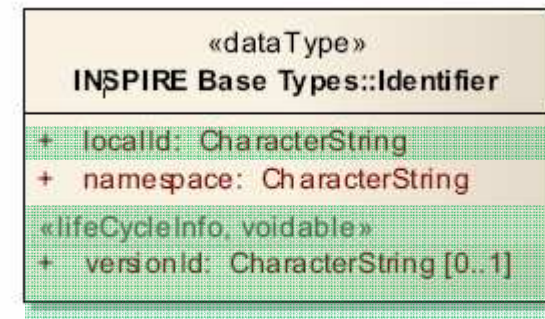 «dataType»
INSPIRE Base Types::Identifier
+ localId: CharacterString
+ namespace: CharacterString
«lifeCycleInfo, voidable»
+ versionId: CharacterString [0..1]